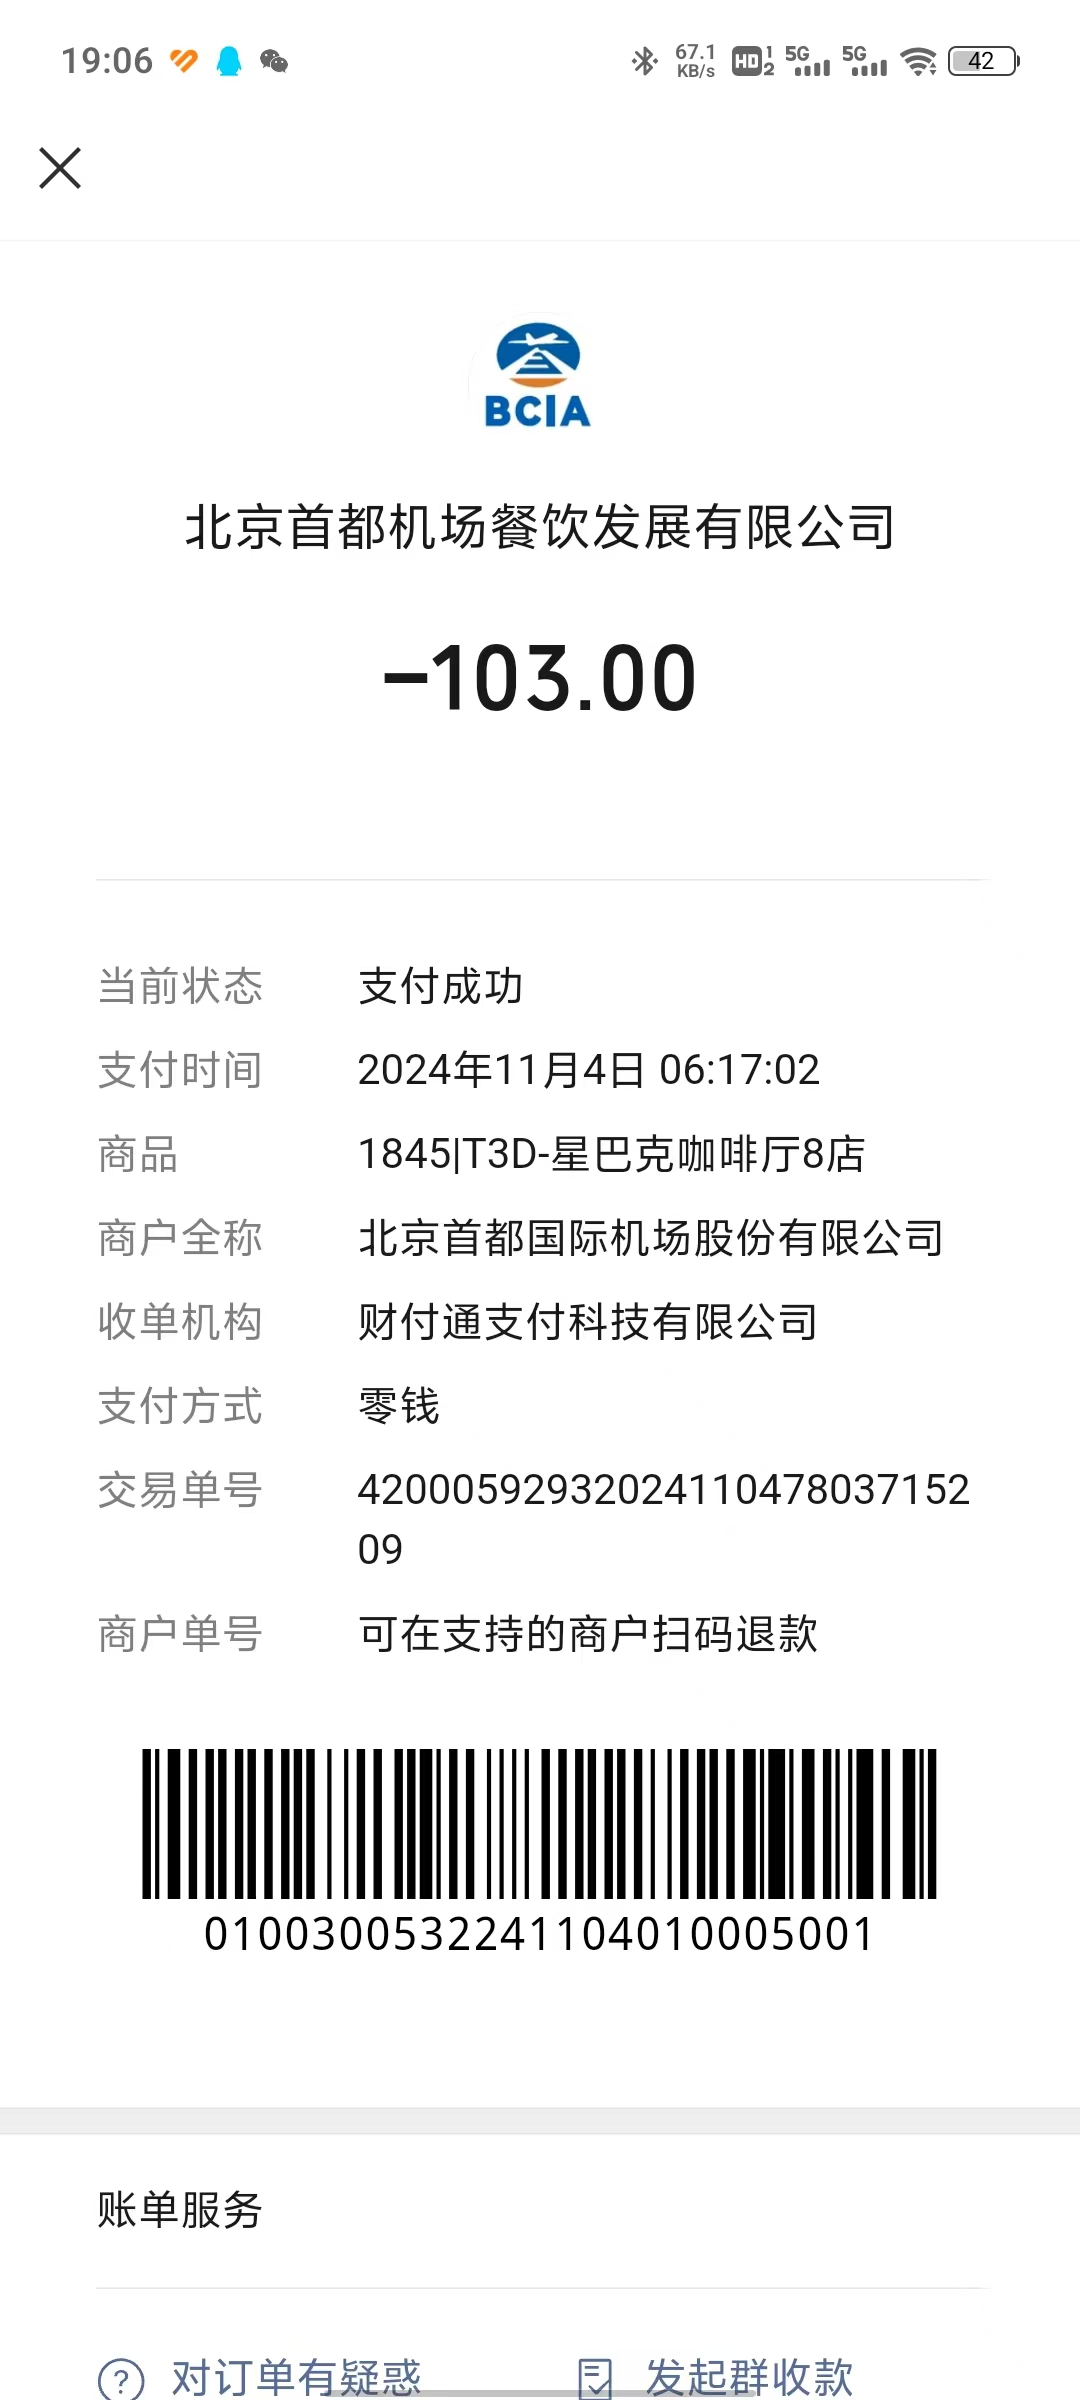 19:06
67.1 KB/s HD 1 2 5G 5G 42
BCIA
北京首都机场餐饮发展有限公司
-103.00
当前状态 支付成功
支付时间 2024年11月4日 06:17:02
商品 1845|T3D-星巴克咖啡厅8店
商户全称 北京首都国际机场股份有限公司
收单机构 财付通支付科技有限公司
支付方式 零钱
交易单号 42000592932024110478037152
09
商户单号 可在支持的商户扫码退款
0100300532241104010005001
账单服务
对订单有疑惑 发起群收款